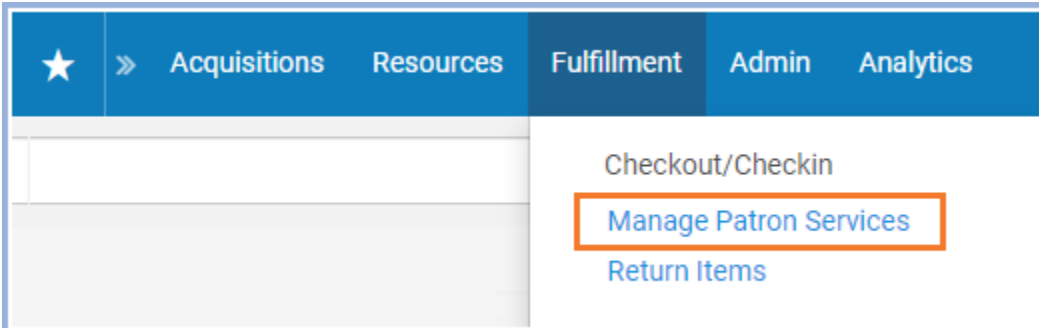 Acquisitions Resources Fulfillment Admin Analytics
Checkout/Checkin
Manage Patron Services
Return Items